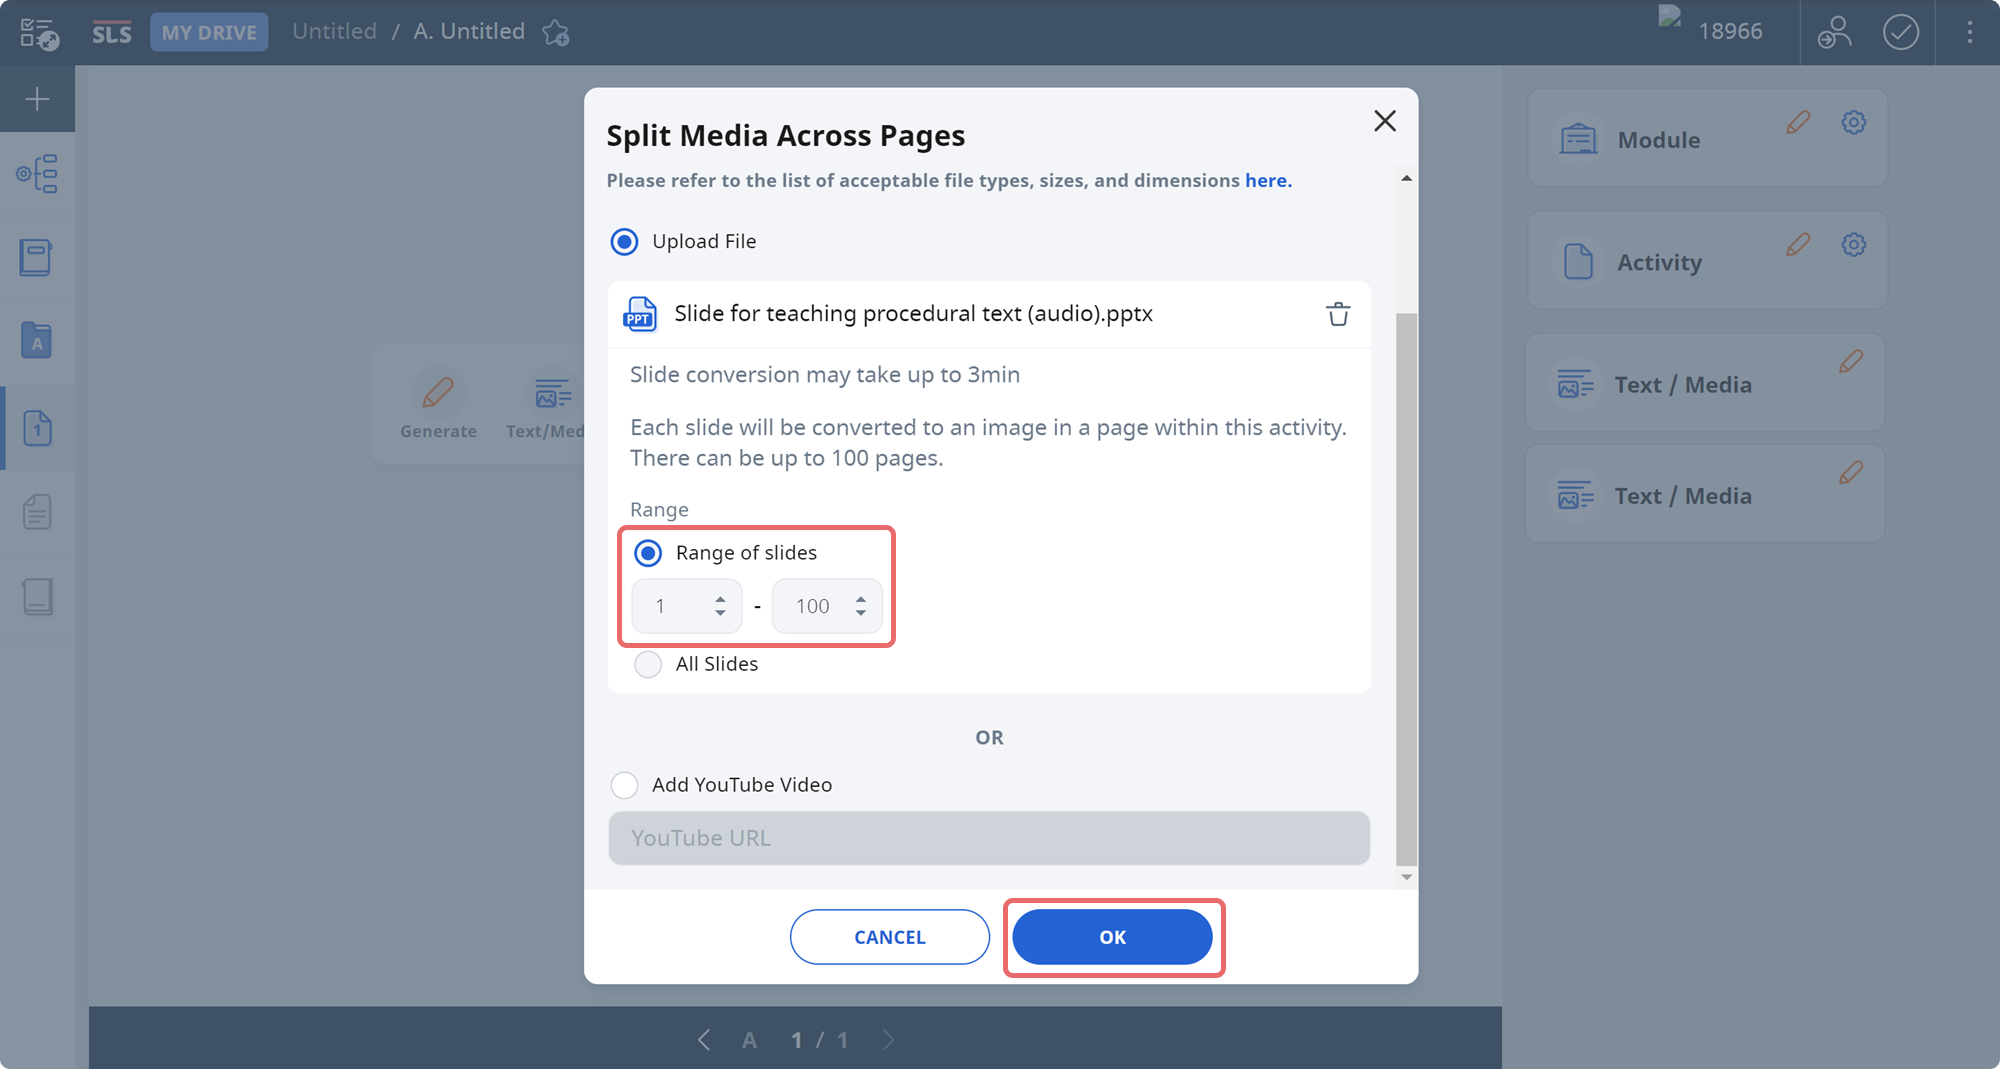 SLS MY DRIVE Untitled / A. Untitled 18966
Split Media Across Pages
Please refer to the list of acceptable file types, sizes, and dimensions here.
Upload File
PPT Slide for teaching procedural text (audio).pptx
Slide conversion may take up to 3min
Each slide will be converted to an image in a page within this activity.
There can be up to 100 pages.
Range
Range of slides
1 - 100
All Slides
OR
Add YouTube Video
YouTube URL
CANCEL OK
A
1
Generate Text/Med
Module
Activity
Text / Media
Text / Media
A 1 / 1